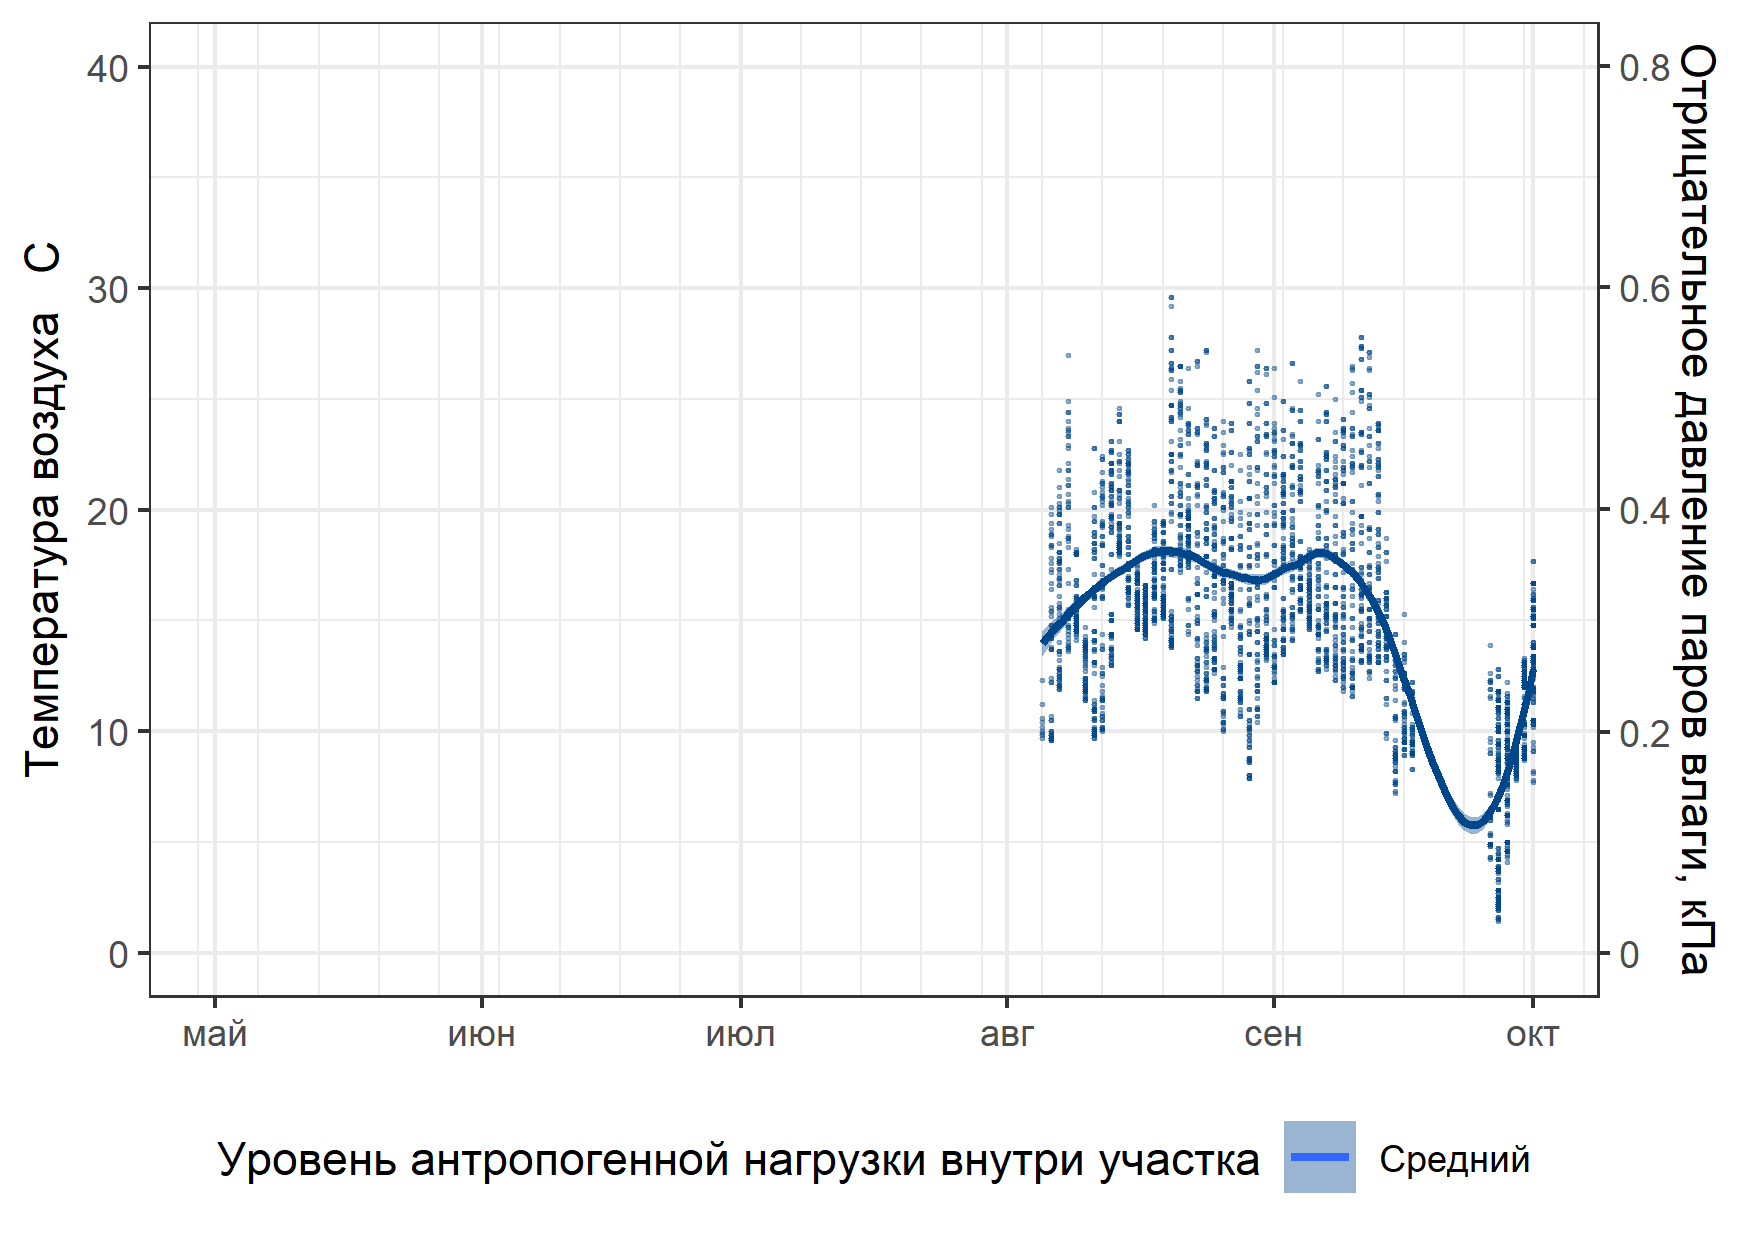 Температура воздуха С
40
30
20
10
0
0.8
0.6
0.4
0.2
0
Отрицательное давление паров влаги, кПа
май июн июл авг сен окт
Уровень антропогенной нагрузки внутри участка Средний